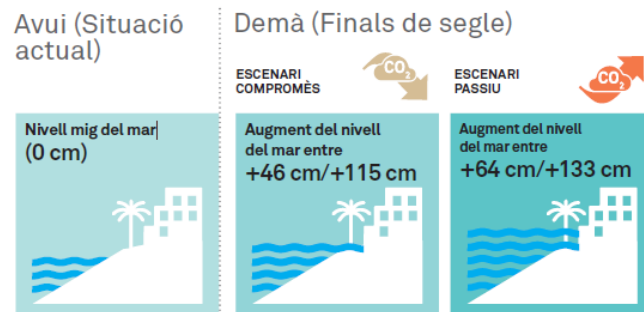 Avui (Situació
actual)
Demà (Finals de segle)
ESCENARI
COMPROMÈS
CO2
ESCENARI
PASSIU
CO2
Nivell mig del mar
(0 cm)
Augment del nivell
del mar entre
+46 cm/+115 cm
Augment del nivell
del mar entre
+64 cm/+133 cm